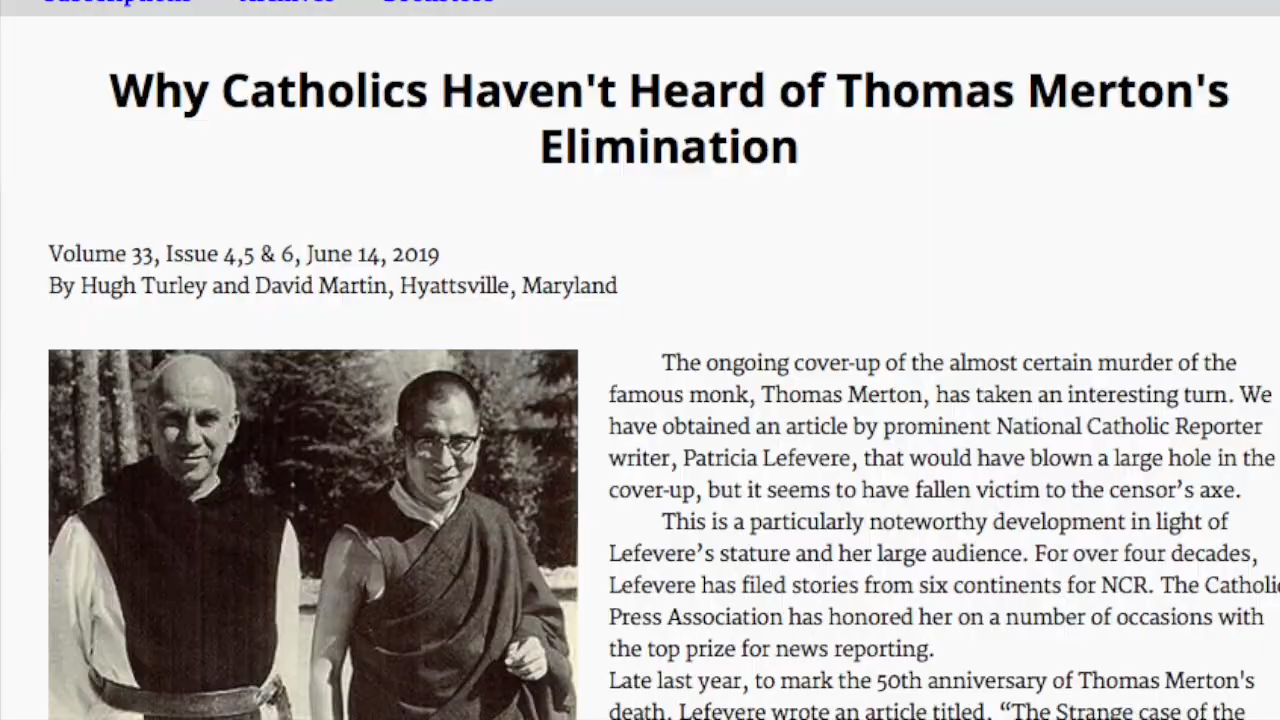 Subscriptions Archives Bookstore
Why Catholics Haven't Heard of Thomas Merton's
Elimination
Volume 33, Issue 4,5 & 6, June 14, 2019
By Hugh Turley and David Martin, Hyattsville, Maryland
The ongoing cover-up of the almost certain murder of the
famous monk, Thomas Merton, has taken an interesting turn. We
have obtained an article by prominent National Catholic Reporter
writer, Patricia Lefevere, that would have blown a large hole in the
cover-up, but it seems to have fallen victim to the censor’s axe.
This is a particularly noteworthy development in light of
Lefevere’s stature and her large audience. For over four decades,
Lefevere has filed stories from six continents for NCR. The Catholic
Press Association has honored her on a number of occasions with
the top prize for news reporting.
Late last year, to mark the 50th anniversary of Thomas Merton's
death, Lefevere wrote an article titled, “The Strange case of the